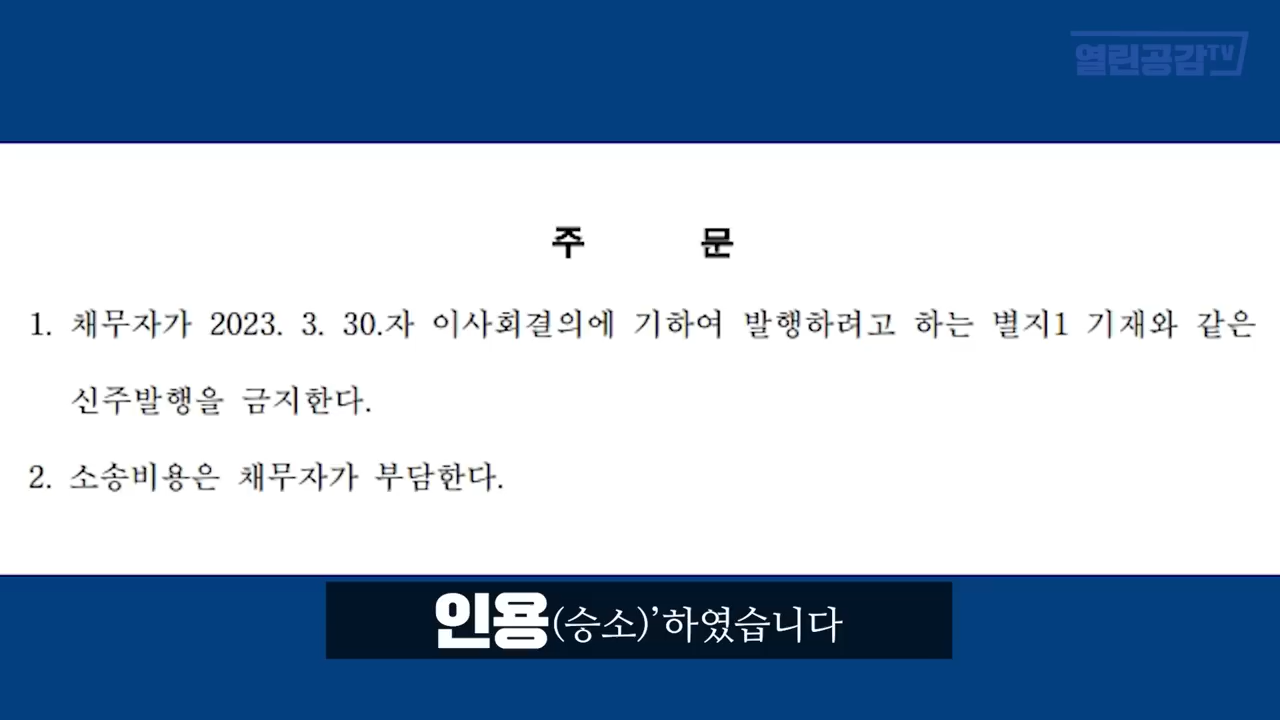 열린공감TV
주 문
1. 채무자가 2023. 3. 30.자 이사회결의에 기하여 발행하려고 하는 별지1 기재와 같은
신주발행을 금지한다.
2. 소송비용은 채무자가 부담한다.
인용(승소)’하였습니다